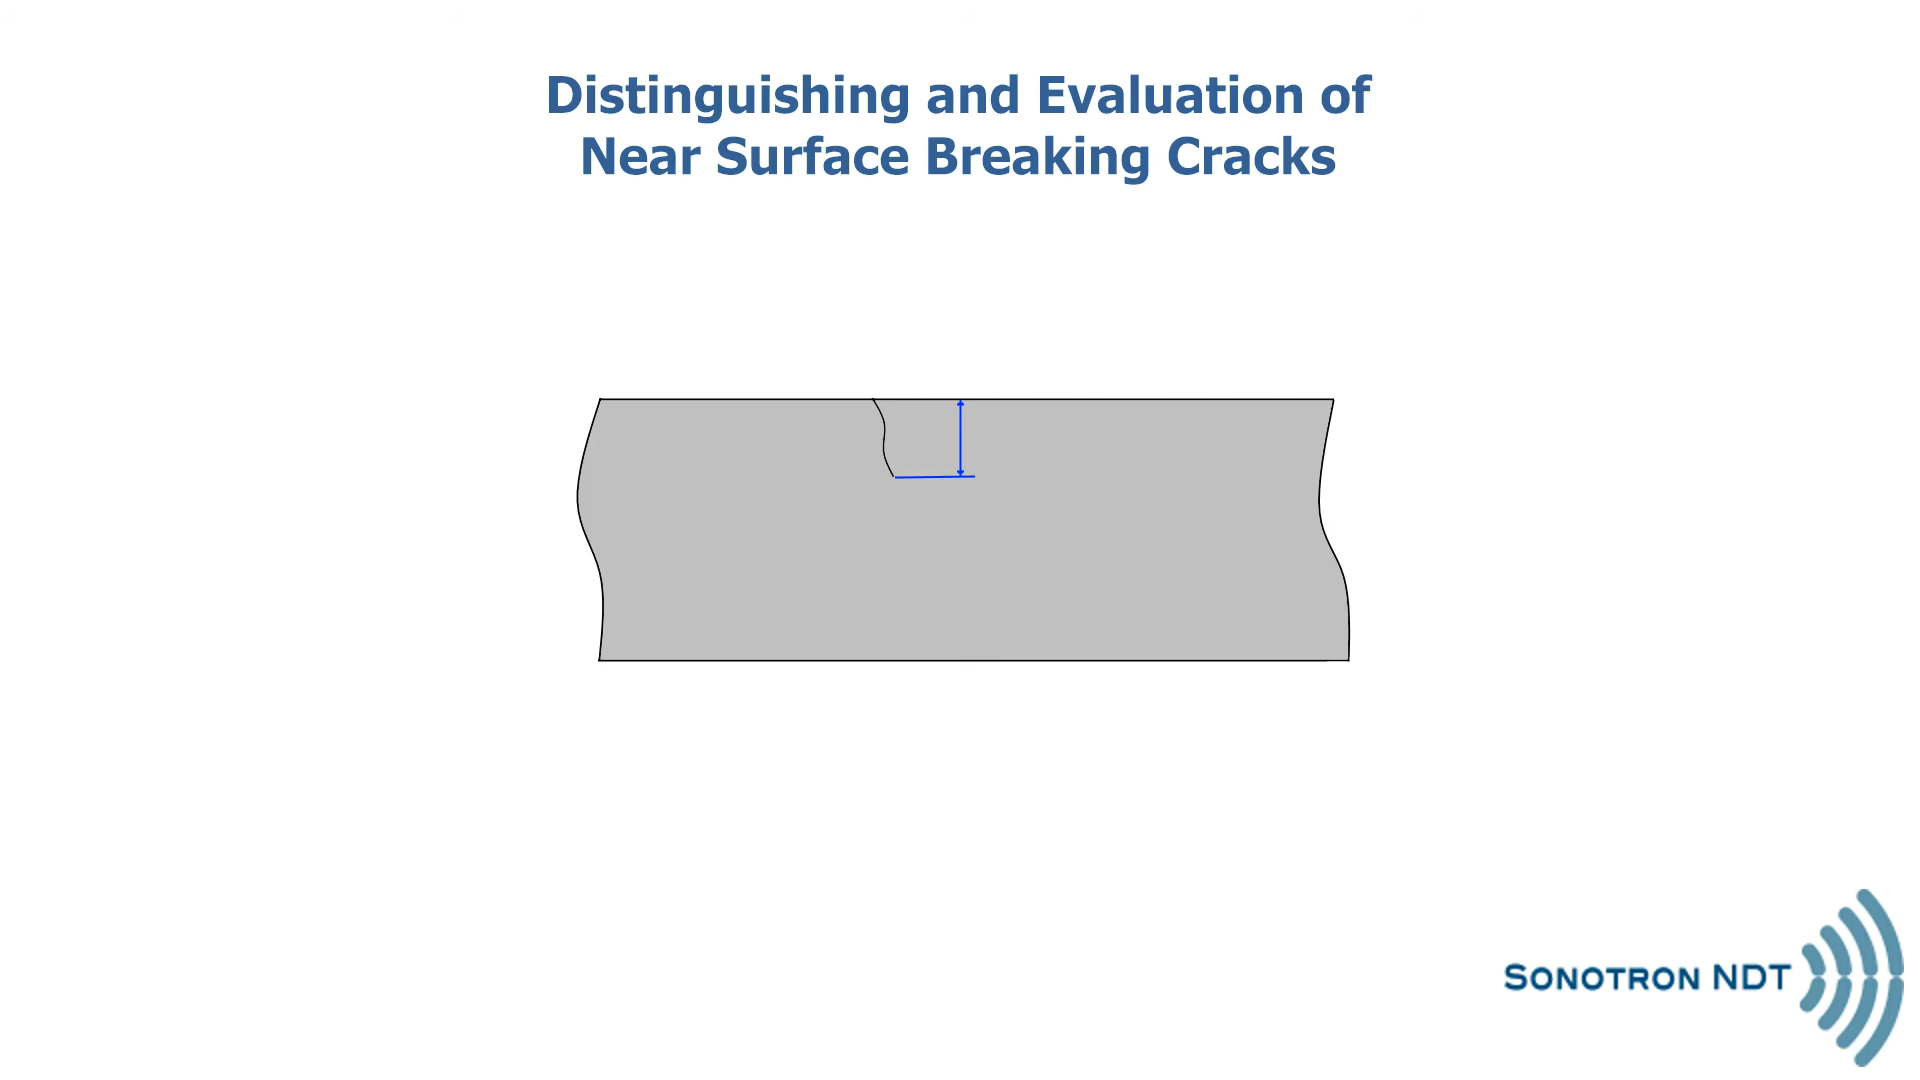 Distinguishing and Evaluation of
Near Surface Breaking Cracks
SONOTRON NDT